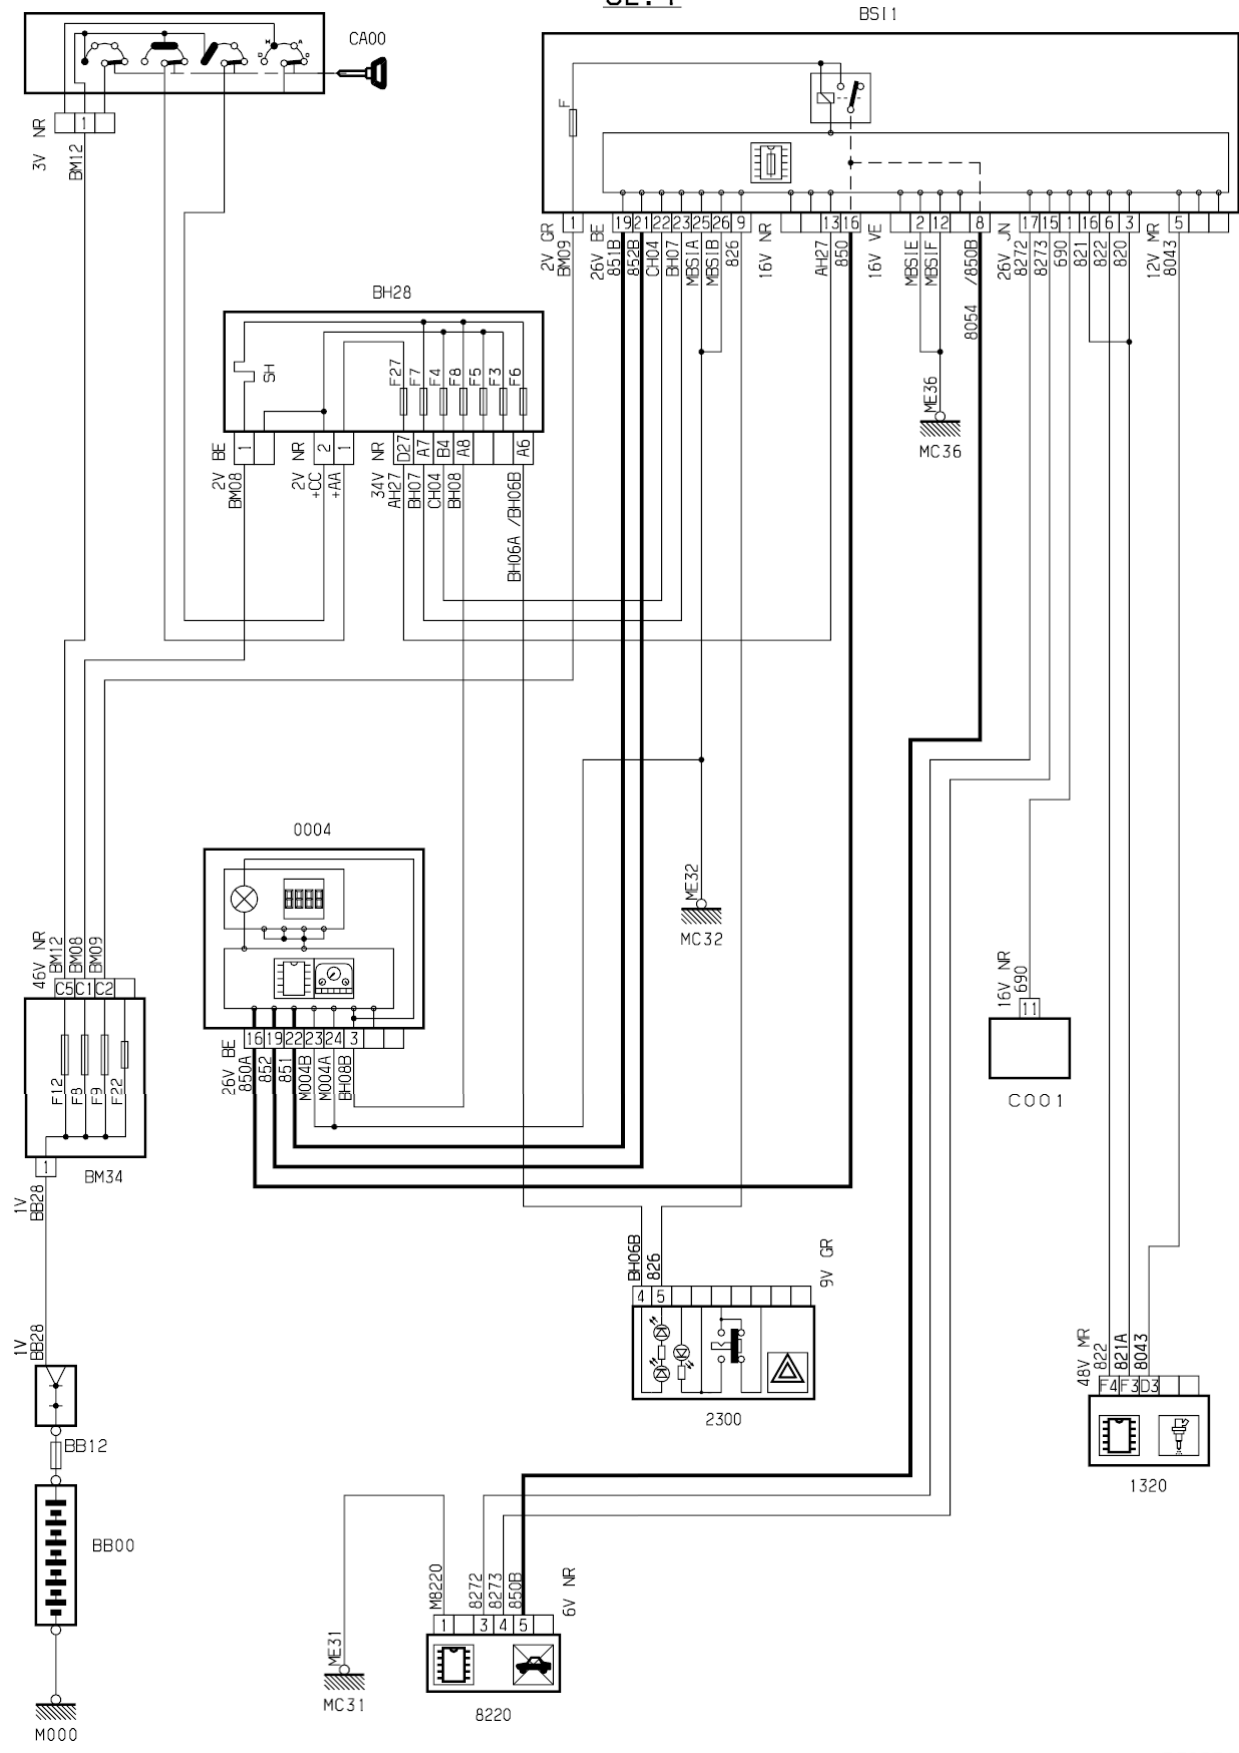 BSI1
CA00
H A
3V NR
1
BM12
F
1 19 21 22 23 25 26 9 13 16 2 12 8 17 15 1 16 6 3 5
2V GR
BM09
26V BE
851B
852B
CH04
BH07
MBSIA
MBSIB
826
16V NR
AH27
850
16V VE
MBSIE
MBSIF
8054 /850B
26V JN
8272
8273
690
821
822
820
12V MR
8043
BH28
SH
F27
F7
F4
F8
F5
F3
F6
1 2 1 D27 A7 B4 A8 A6
2V BE
BM08
2V NR
+CC
+AA
34V NR
AH27
BH07
CH04
BH08
BH06A /BH06B
ME36
MC36
0004
ME32
MC32
46V NR
BM12
BM08
BM09
C5 C1 C2
16V NR
690
11
C001
16 19 22 23 24 3
26V BE
850A
852
851
M004B
M004A
BH08B
F12
F8
F9
F22
1
BM34
1V
BB28
BH06B
826
9V GR
4 5
2300
1V
BB28
48V MR
822
821A
8043
F4 F3 D3
1320
BB12
BB00
M8220
8272
8273
850B
6V NR
1 3 4 5
8220
ME31
MC31
M000